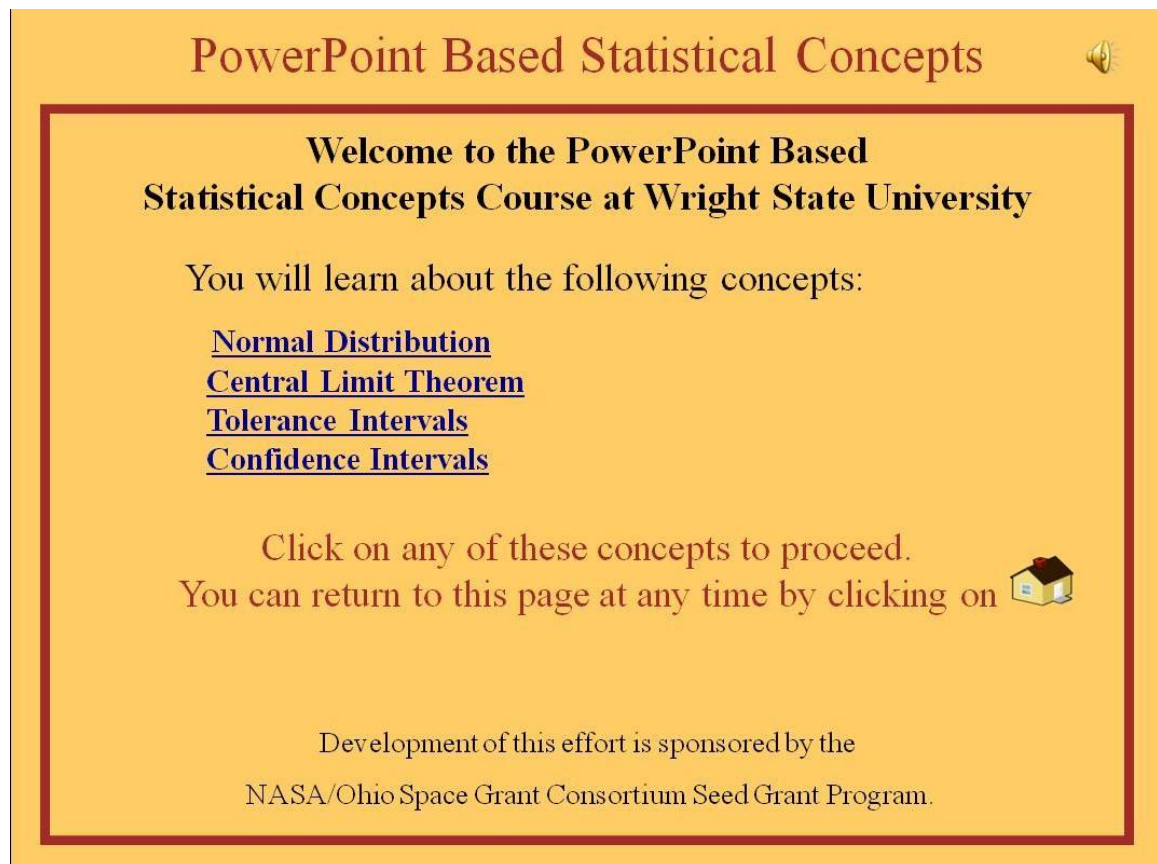 PowerPoint Based Statistical Concepts
Welcome to the PowerPoint Based
Statistical Concepts Course at Wright State University
You will learn about the following concepts:
Normal Distribution
Central Limit Theorem
Tolerance Intervals
Confidence Intervals
Click on any of these concepts to proceed.
You can return to this page at any time by clicking on
Development of this effort is sponsored by the
NASA/Ohio Space Grant Consortium Seed Grant Program.